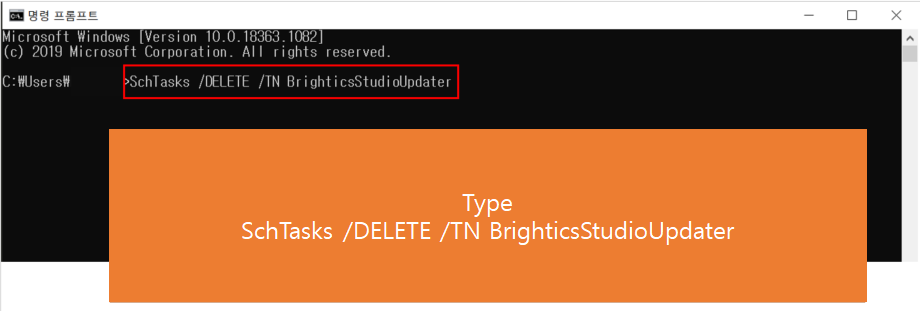 명령 프롬프트
Microsoft Windows [Version 10.0.18363.1082]
(c) 2019 Microsoft Corporation. All rights reserved.
C:₩Users₩ >SchTasks /DELETE /TN BrighticsStudioUpdater
Type
SchTasks /DELETE /TN BrighticsStudioUpdater